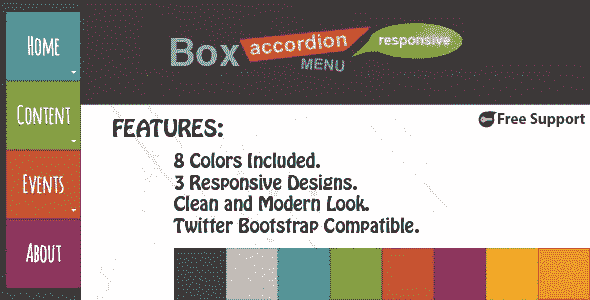 Home
Content
Events
About
Box accordion responsive
MENU
Free Support
FEATURES:
8 Colors Included.
3 Responsive Designs.
Clean and Modern Look.
Twitter Bootstrap Compatible.